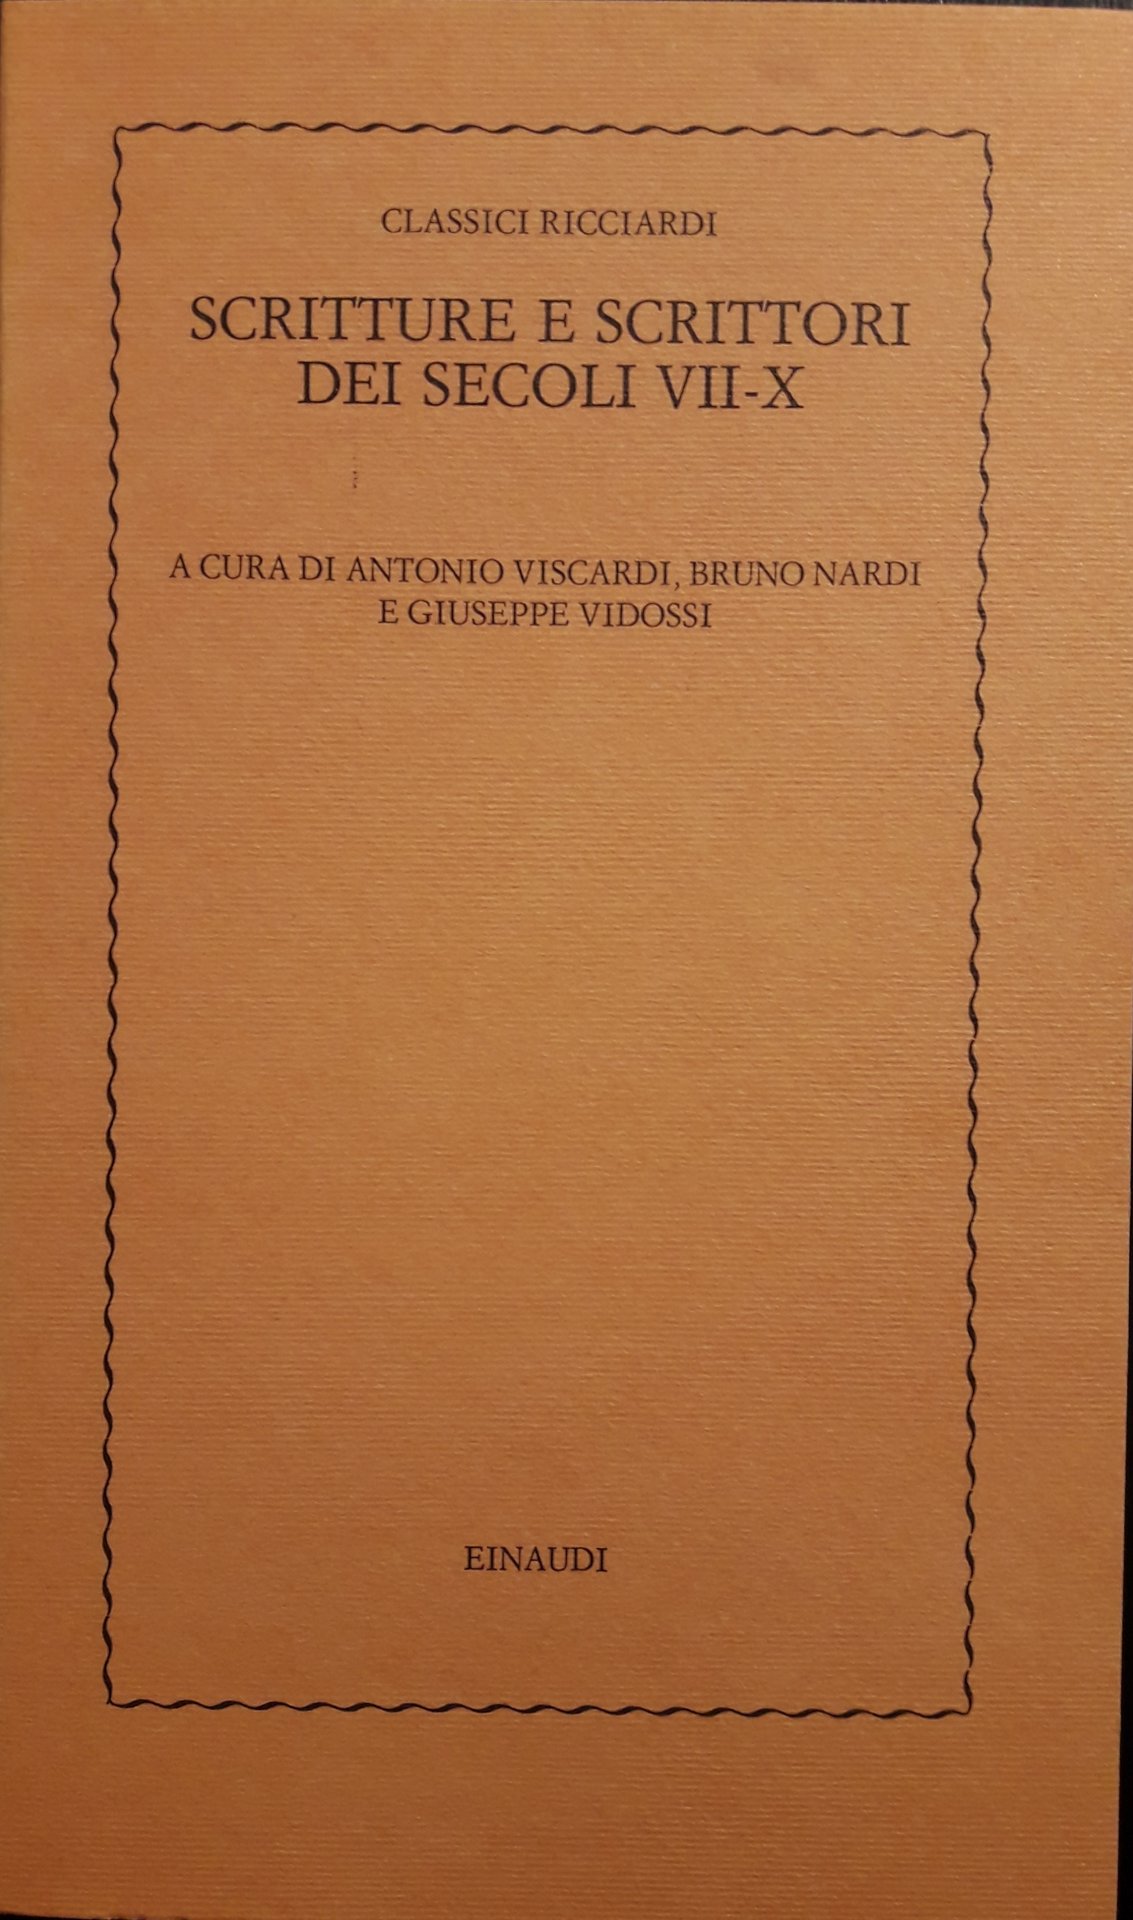 CLASSICI RICCIARDI
SCRITTURE E SCRITTORI
DEI SECOLI VII-X
A CURA DI ANTONIO VISCARDI, BRUNO NARDI
E GIUSEPPE VIDOSSI
EINAUDI